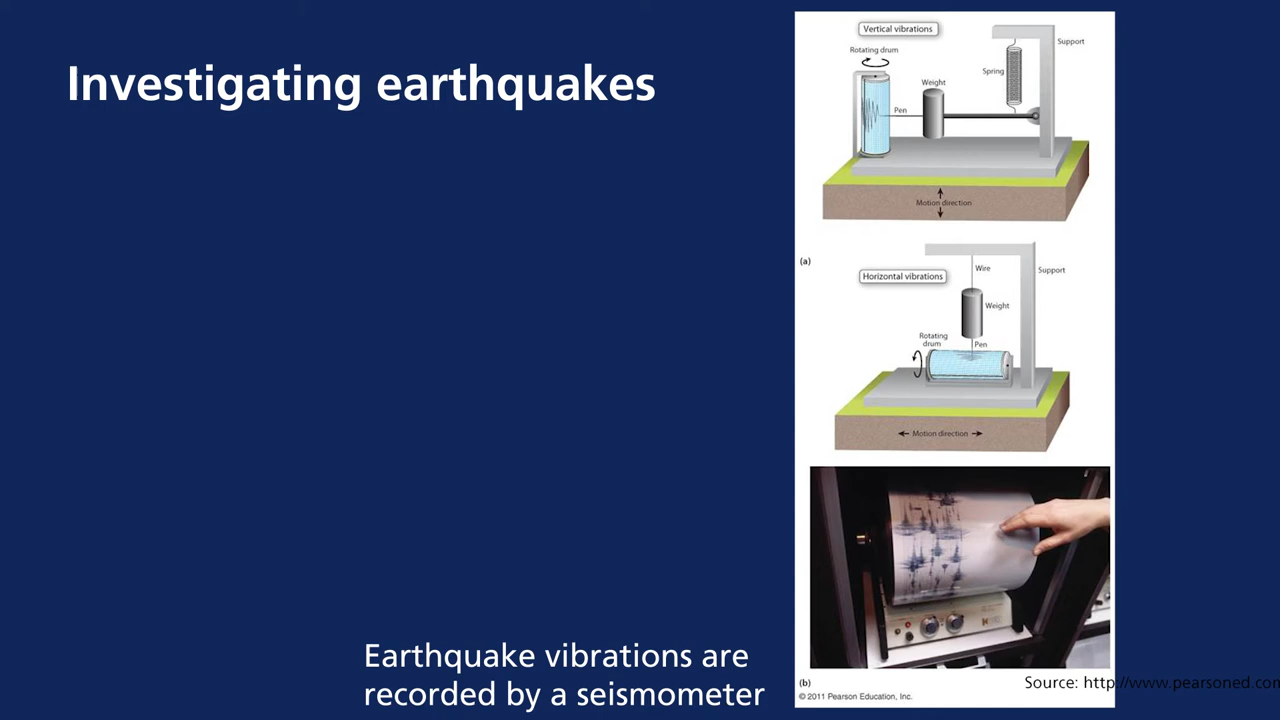 Investigating earthquakes
Vertical vibrations
Rotating drum
Support
Spring
Weight
Pen
Motion direction
(a)
Horizontal vibrations
Wire
Support
Weight
Rotating
drum
Pen
Motion direction
Earthquake vibrations are
recorded by a seismometer
(b)
© 2011 Pearson Education, Inc.
Source: http://www.pearsoned.com